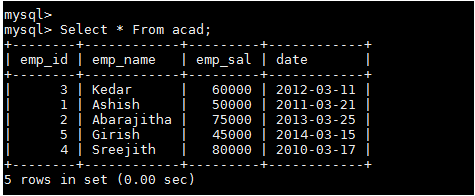 mysql>
mysql> Select * From acad;
+--------+------------+---------+------------+
| emp_id | emp_name   | emp_sal | date       |
+--------+------------+---------+------------+
|      3 | Kedar      |   60000 | 2012-03-11 |
|      1 | Ashish     |   50000 | 2011-03-21 |
|      2 | Abarajitha |   75000 | 2013-03-25 |
|      5 | Girish     |   45000 | 2014-03-15 |
|      4 | Sreejith   |   80000 | 2010-03-17 |
+--------+------------+---------+------------+
5 rows in set (0.00 sec)